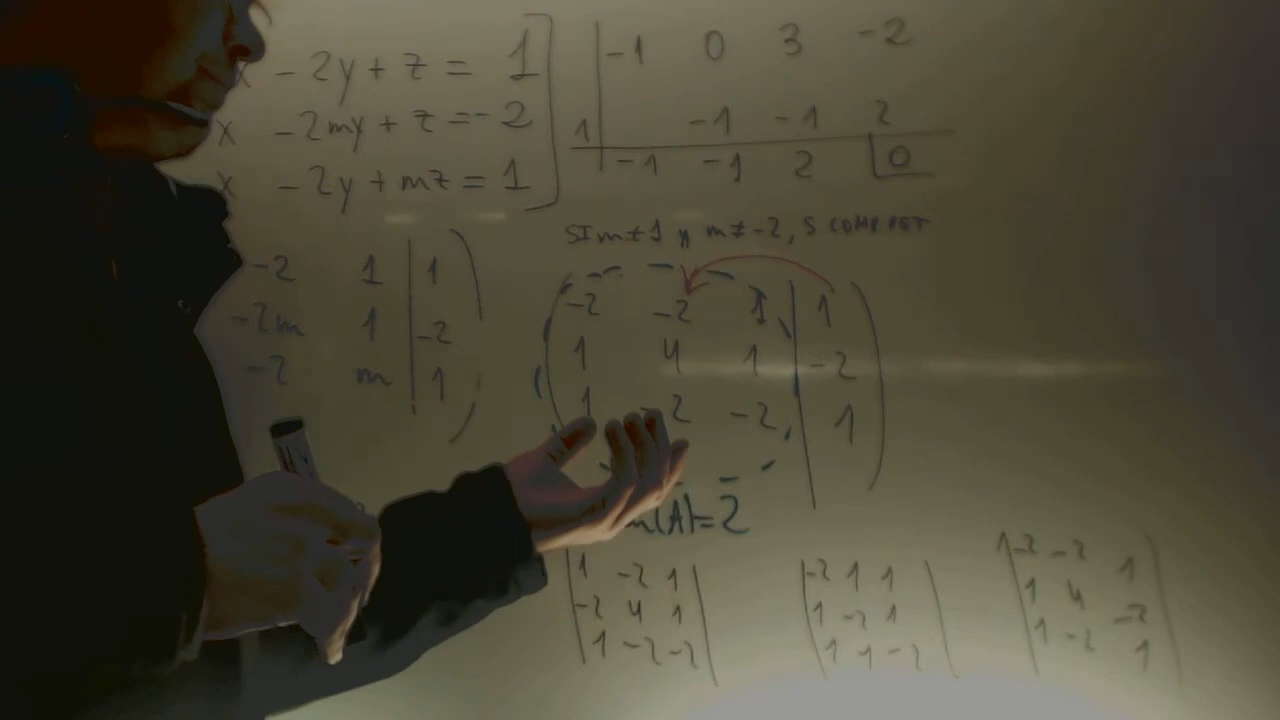 x - 2y + z = 1
x - 2my + z = -2
x - 2y + mz = 1
-1 0 3 -2
1 -1 -1 2
-1 -1 2 0
SI m ≠ 1 y m ≠ -2, S COMP DET
-2 1 1
-2m 1 -2
-2 m 1
-2 -2 1 1
1 4 1 -2
1 -2 -2 1
(A) = 2
1 -2 1
-2 4 1
1 -2 -2
-2 1 1
1 -2 1
1 1 -2
-2 -2 1
1 4 -2
1 -2 1